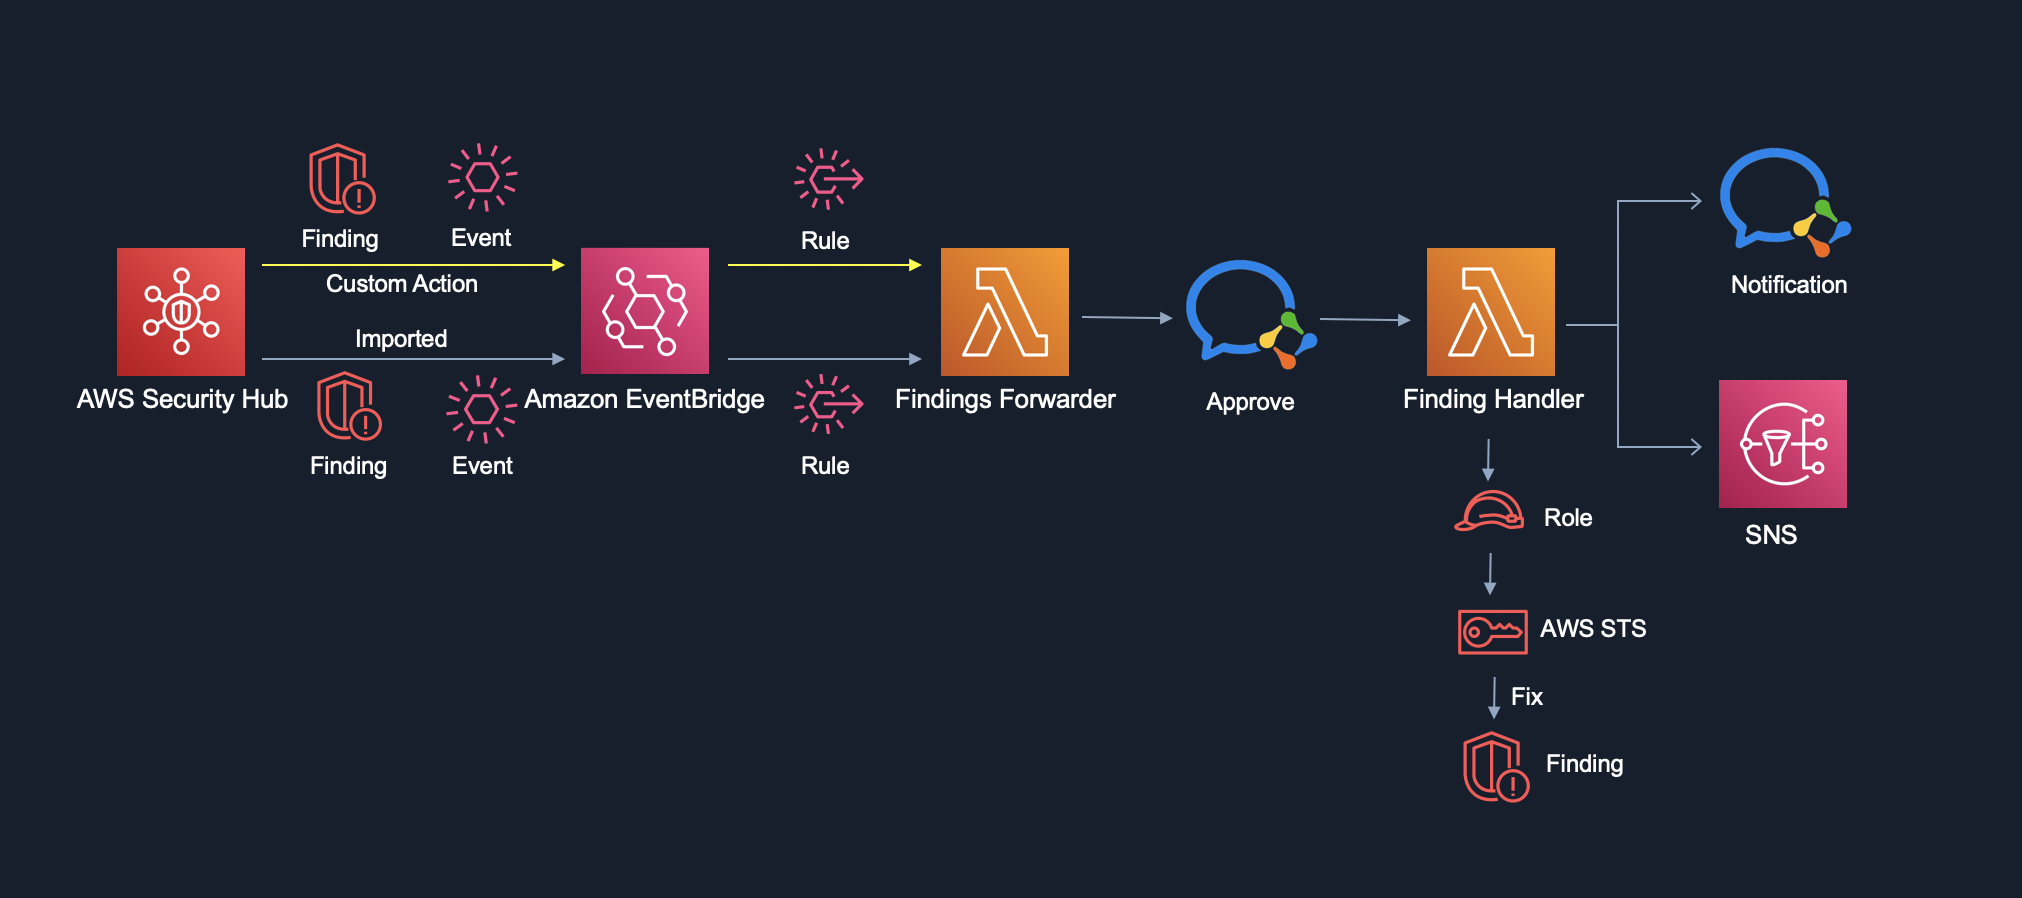 Finding
Event
Rule
Custom Action
Notification
Imported
AWS Security Hub
Amazon EventBridge
Findings Forwarder
Approve
Finding Handler
Finding
Event
Rule
Role
SNS
AWS STS
Fix
Finding